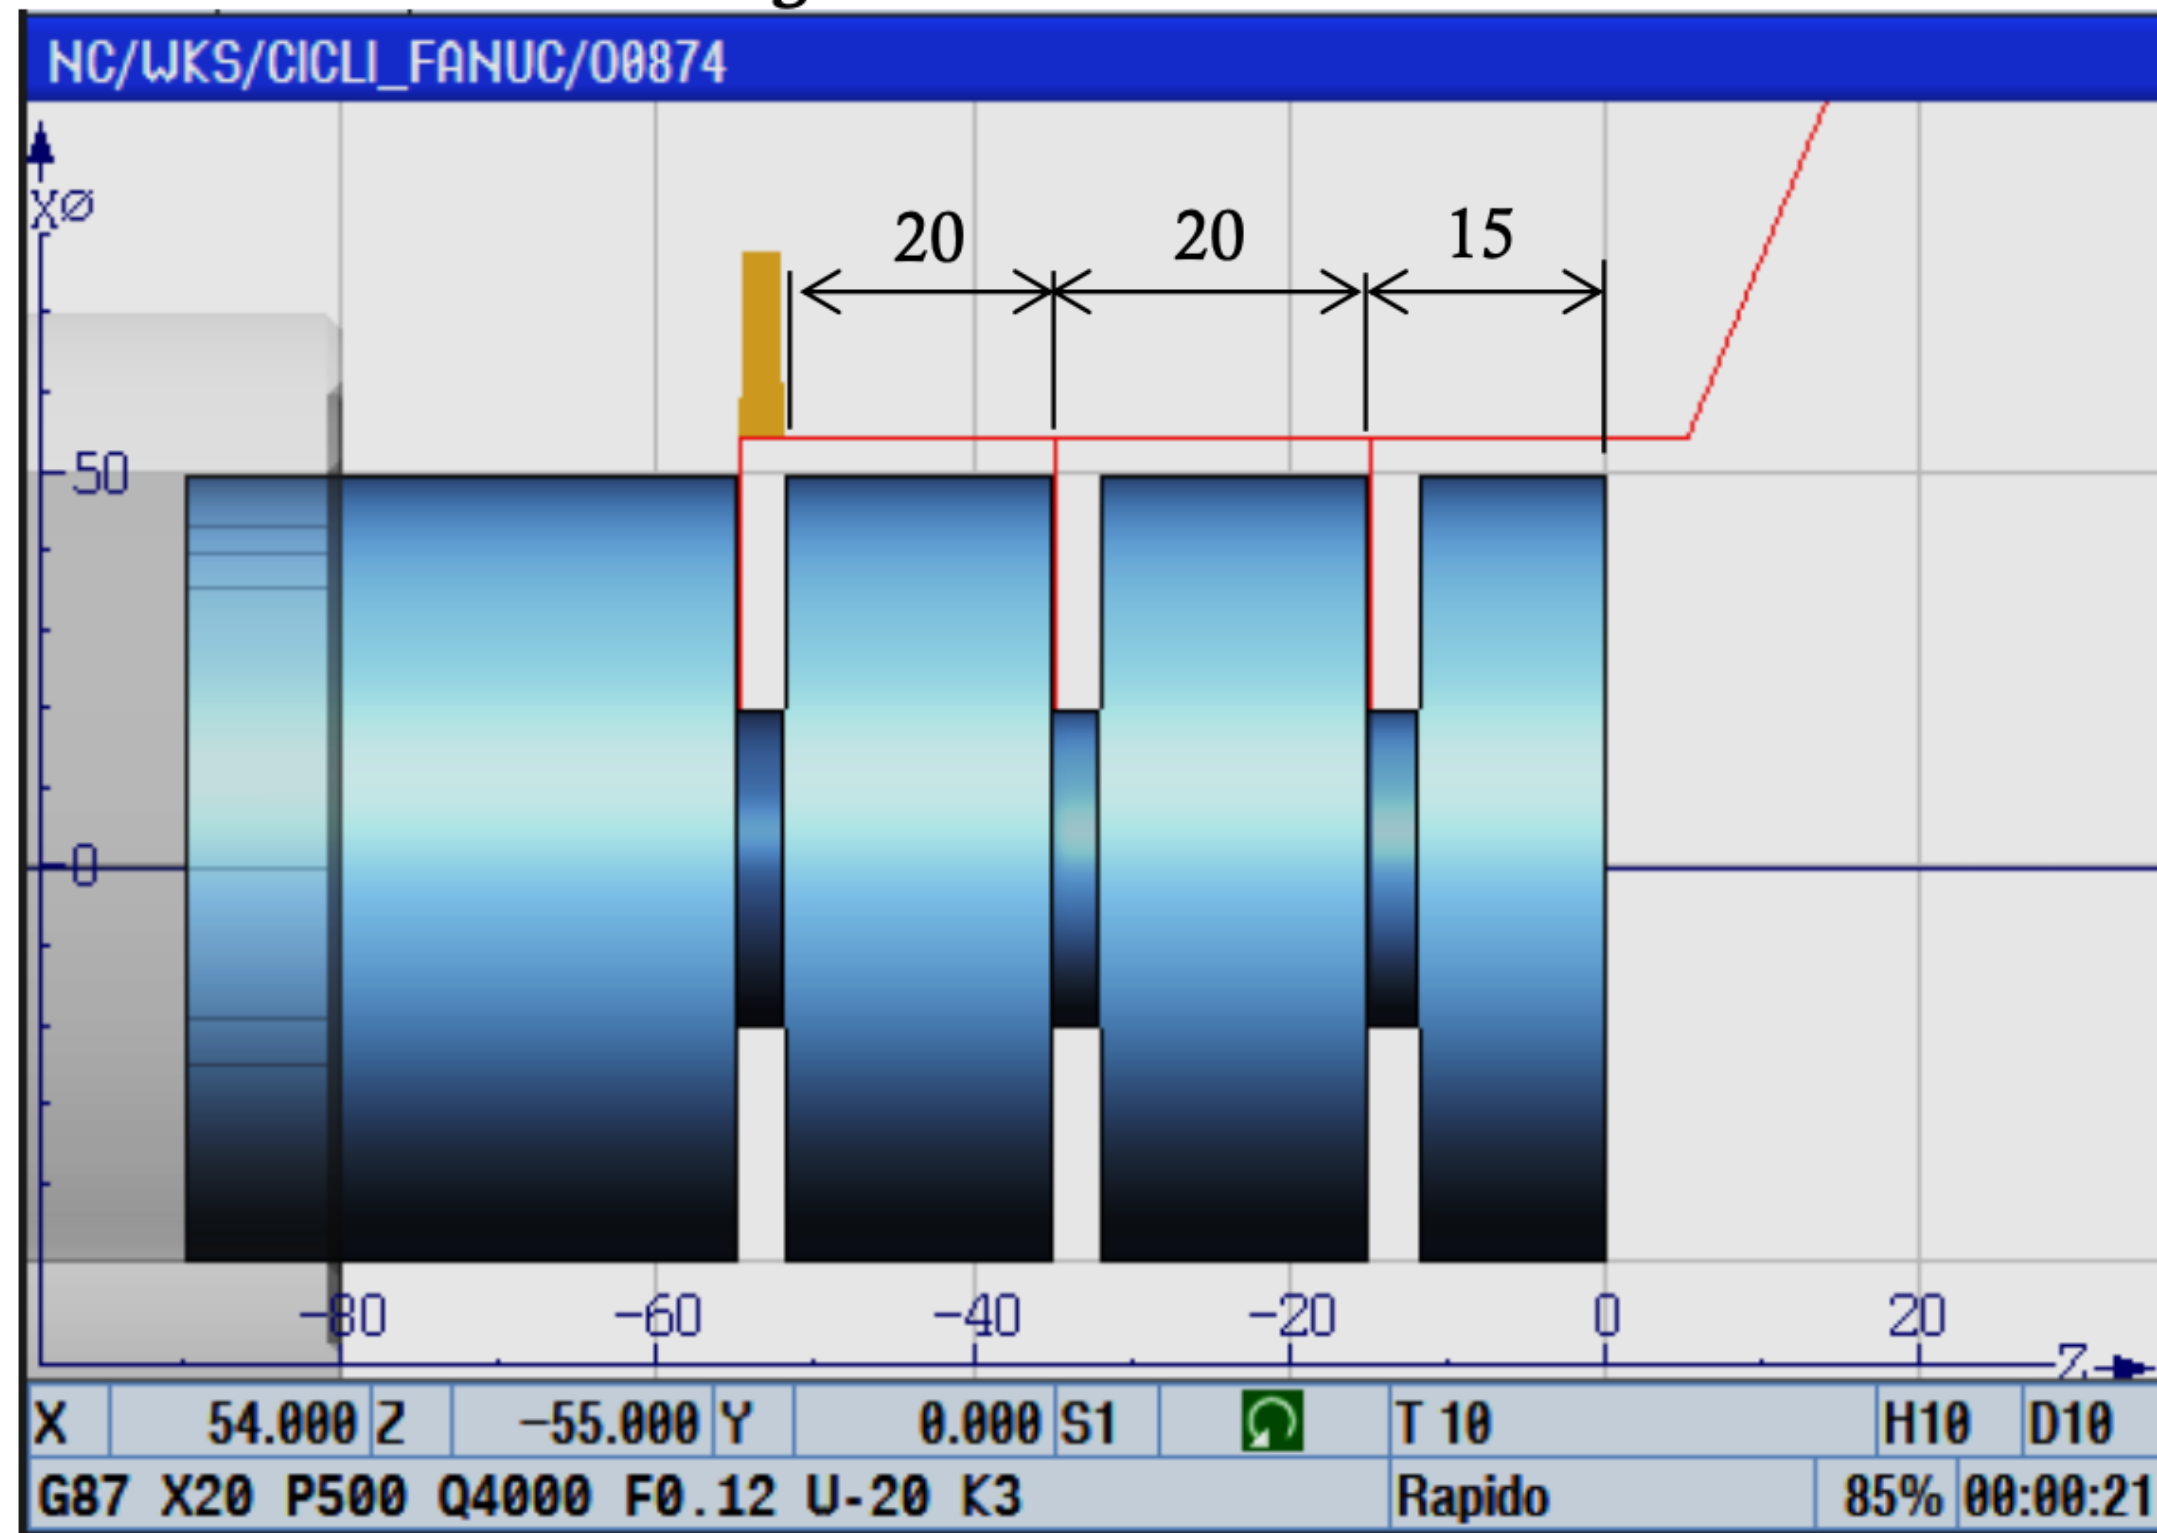 NC/WKS/CICLI_FANUC/O0874
XØ
20 20 15
50
0
-80 -60 -40 -20 0 20
Z
X 54.000 Z -55.000 Y 0.000 S1 T 10 H10 D10
G87 X20 P500 Q4000 F0.12 U-20 K3 Rapido 85% 00:00:21